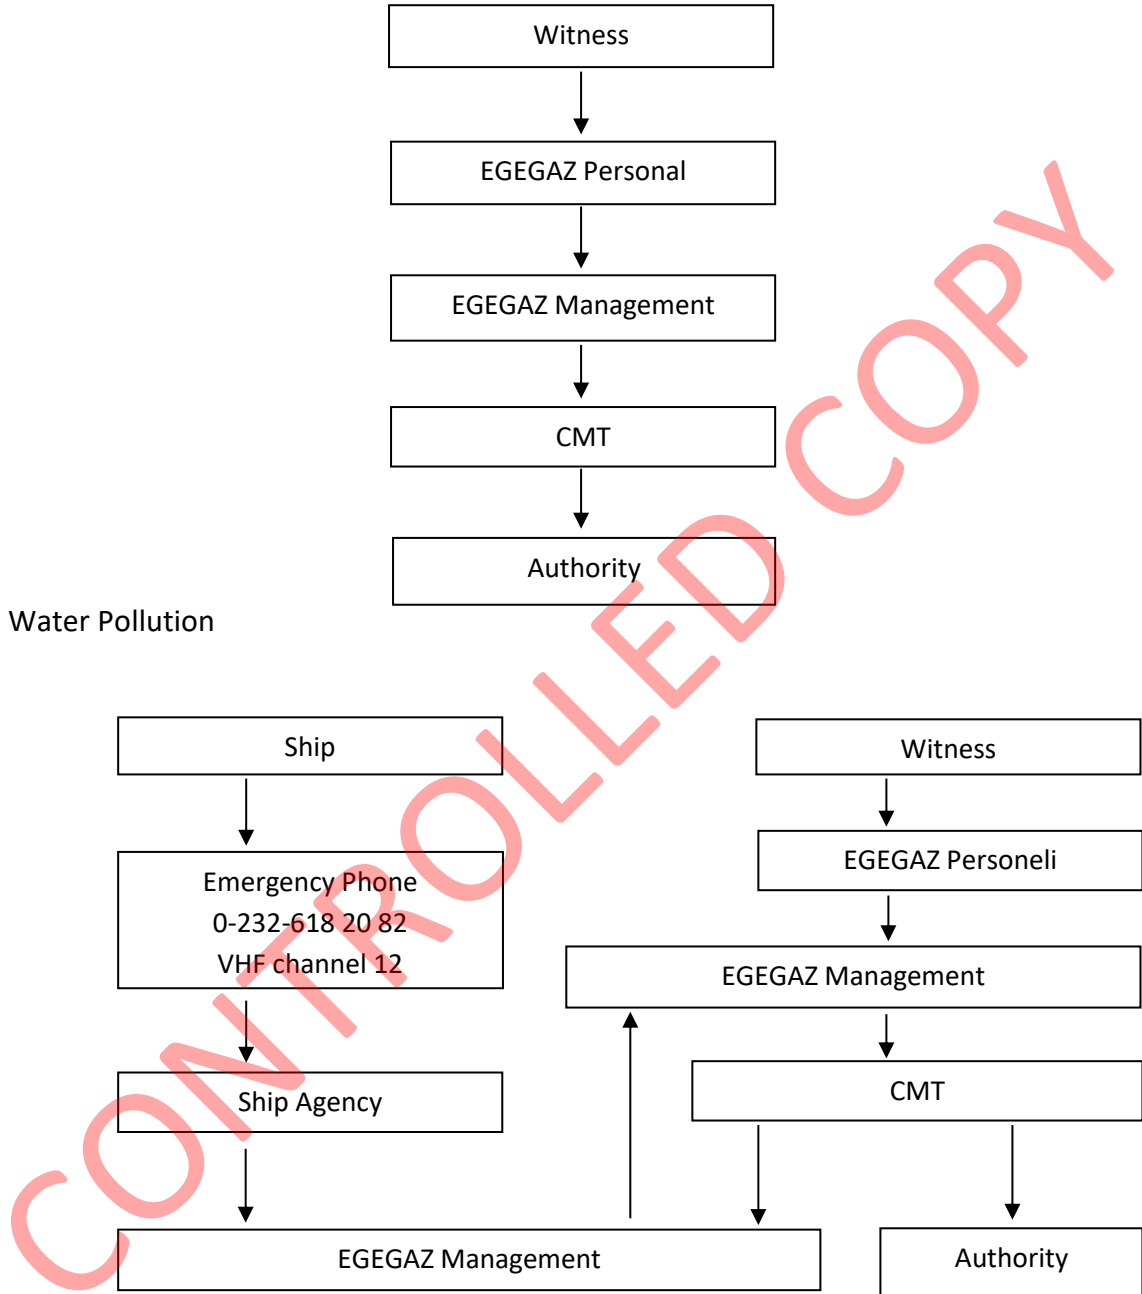 Witness
EGEGAZ Personal
EGEGAZ Management
CMT
Authority
Water Pollution
Ship
Emergency Phone
0-232-618 20 82
VHF channel 12
Ship Agency
EGEGAZ Management
Witness
EGEGAZ Personeli
EGEGAZ Management
CMT
Authority
CONTROLLED COPY